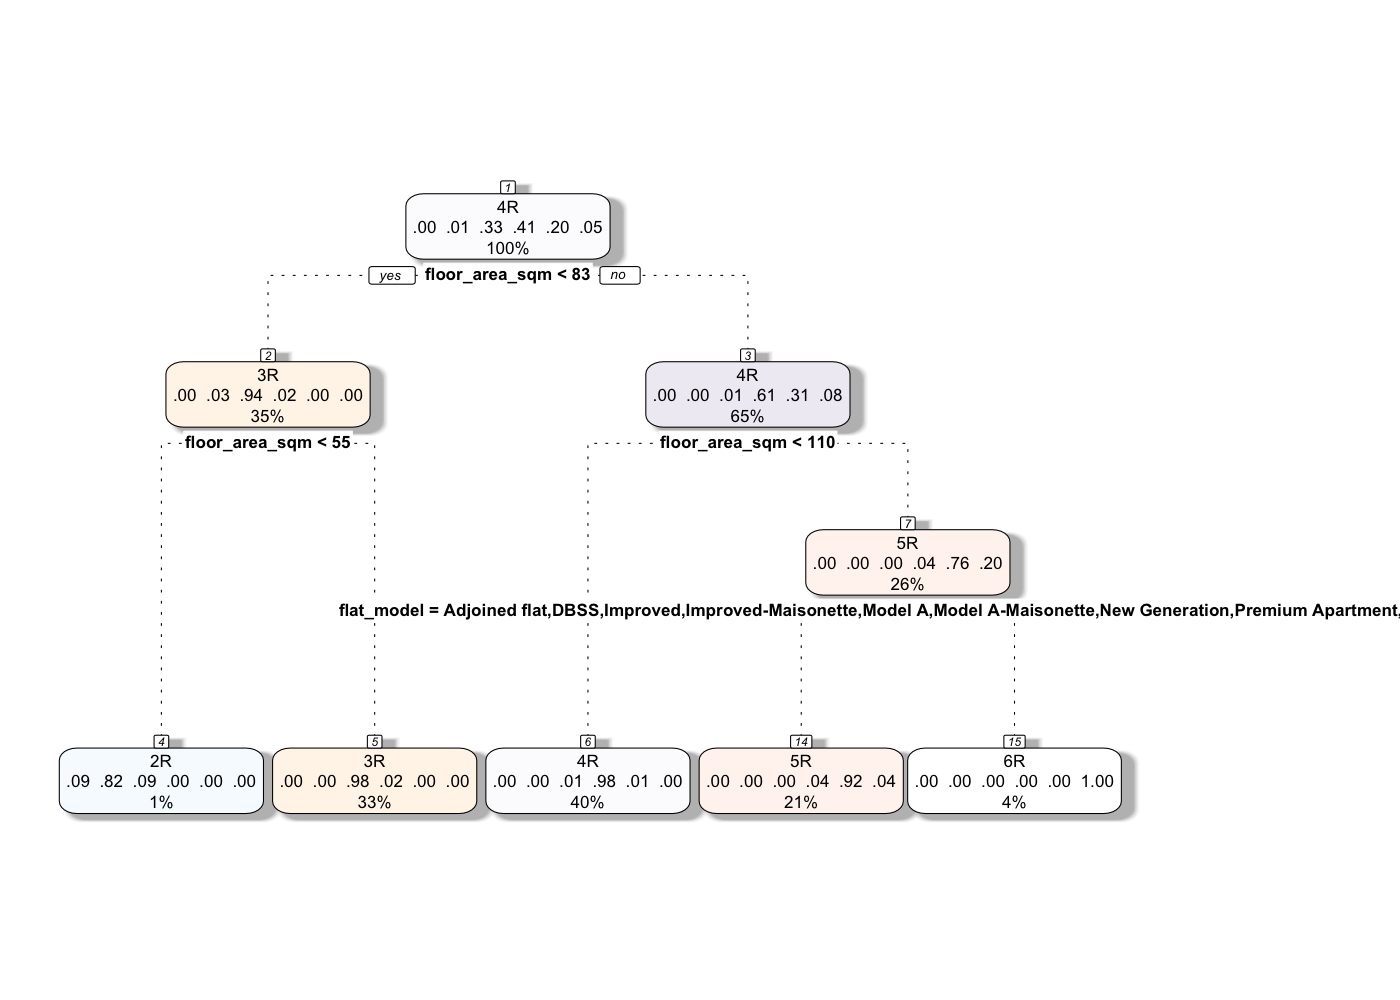 1
4R
.00 .01 .33 .41 .20 .05
100%
yes floor_area_sqm < 83 no
2
3R
.00 .03 .94 .02 .00 .00
35%
3
4R
.00 .00 .01 .61 .31 .08
65%
floor_area_sqm < 55
floor_area_sqm < 110
7
5R
.00 .00 .00 .04 .76 .20
26%
flat_model = Adjoined flat,DBSS,Improved,Improved-Maisonette,Model A,Model A-Maisonette,New Generation,Premium Apartment,
4
2R
.09 .82 .09 .00 .00 .00
1%
5
3R
.00 .00 .98 .02 .00 .00
33%
6
4R
.00 .00 .01 .98 .01 .00
40%
14
5R
.00 .00 .00 .04 .92 .04
21%
15
6R
.00 .00 .00 .00 .00 1.00
4%